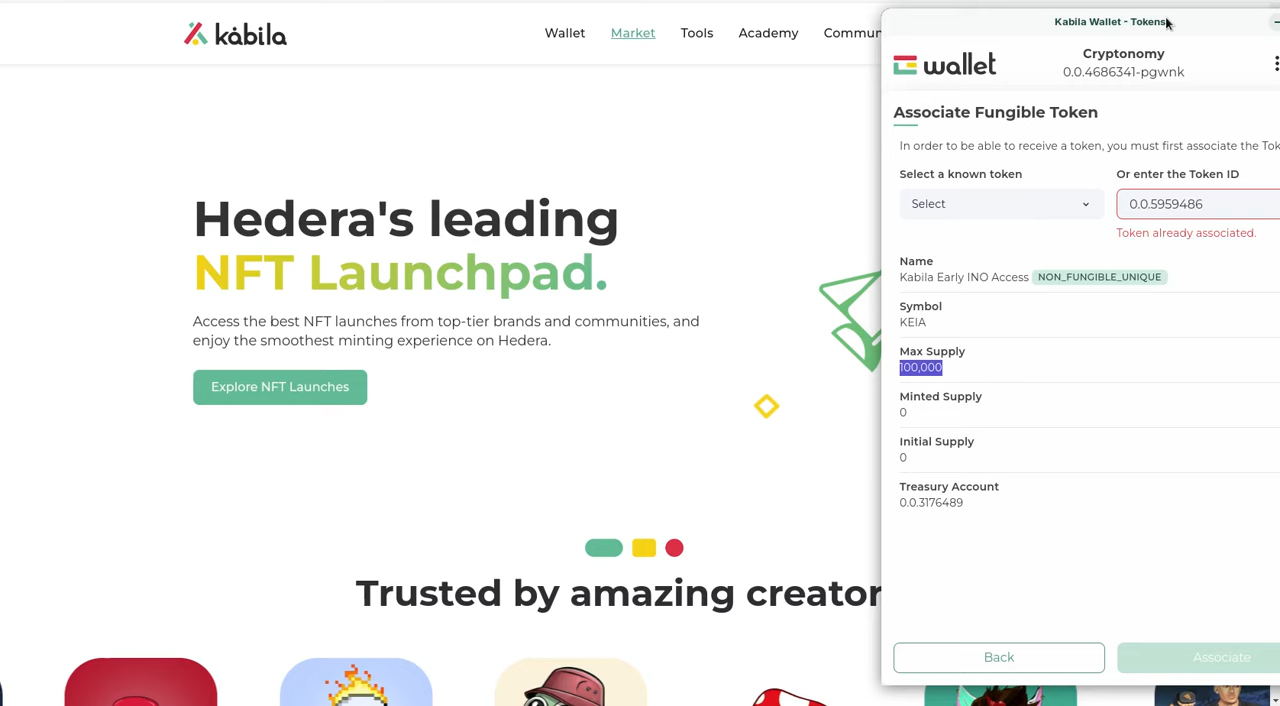 kabila
Wallet
Market
Tools
Academy
Commun
Hedera's leading
NFT Launchpad.
Access the best NFT launches from top-tier brands and communities, and
enjoy the smoothest minting experience on Hedera.
Explore NFT Launches
Trusted by amazing creator
Kabila Wallet - Tokens
wallet
Cryptonomy
0.0.4686341-pgwnk
Associate Fungible Token
In order to be able to receive a token, you must first associate the Tok
Select a known token
Or enter the Token ID
Select
0.0.5959486
Token already associated.
Name
Kabila Early INO Access NON_FUNGIBLE_UNIQUE
Symbol
KEIA
Max Supply
100,000
Minted Supply
0
Initial Supply
0
Treasury Account
0.0.3176489
Back
Associate